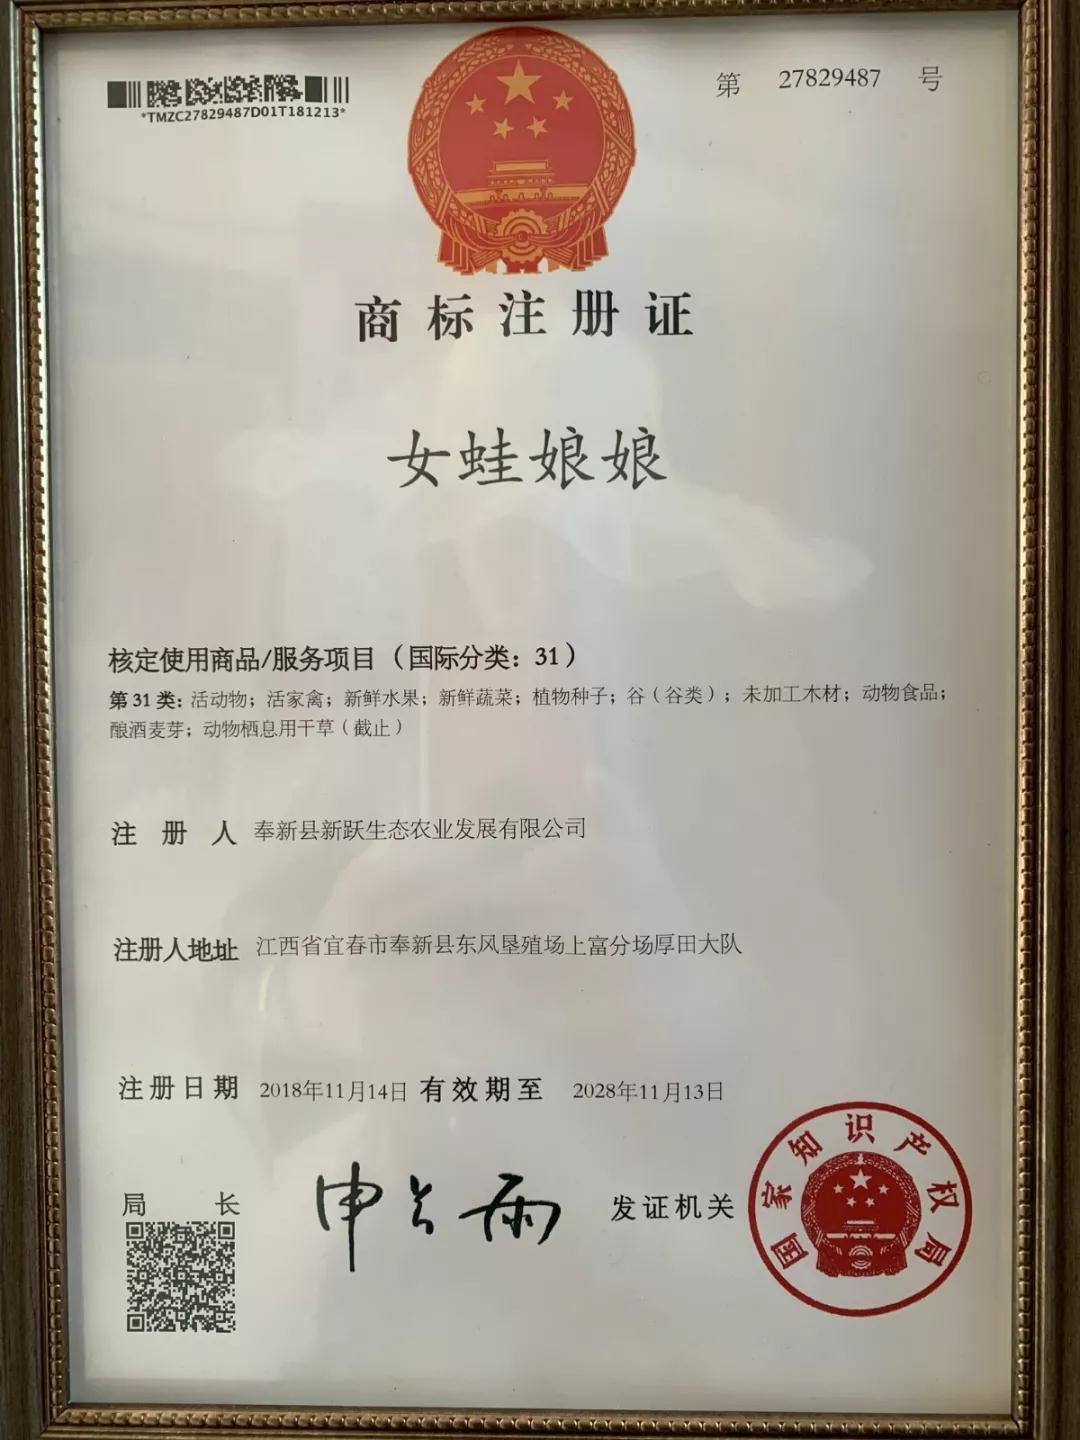 第 27829487 号
*TMZC27829487D01T181213*
商标注册证
女蛙娘娘
核定使用商品/服务项目（国际分类：31）
第 31 类：活动物；活家禽；新鲜水果；新鲜蔬菜；植物种子；谷（谷类）；未加工木材；动物食品；
酿酒麦芽；动物栖息用干草（截止）
注册人 奉新县新跃生态农业发展有限公司
注册人地址 江西省宜春市奉新县东风垦殖场上富分场厚田大队
注册日期 2018年11月14日 有效期至 2028年11月13日
局长 申长雨 发证机关
国家知识产权局